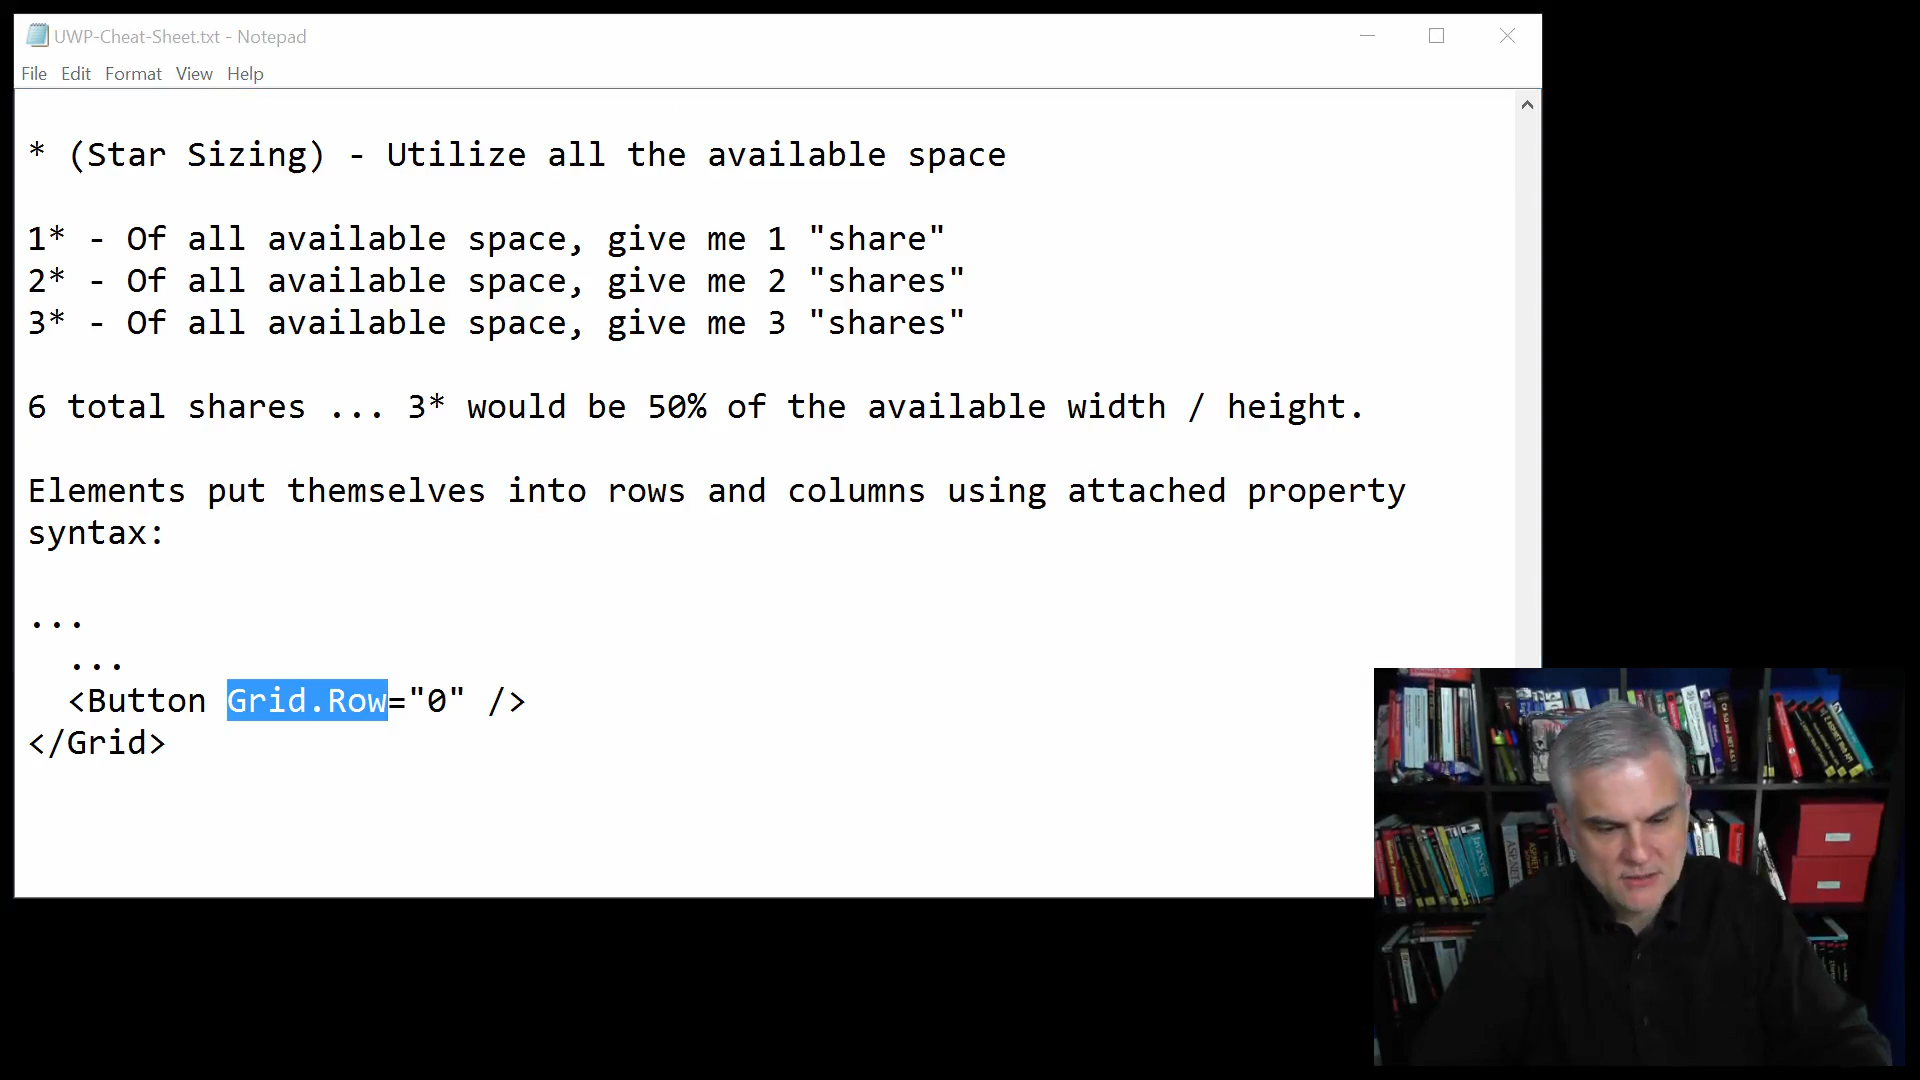 UWP-Cheat-Sheet.txt - Notepad
File Edit Format View Help
* (Star Sizing) - Utilize all the available space
1* - Of all available space, give me 1 "share"
2* - Of all available space, give me 2 "shares"
3* - Of all available space, give me 3 "shares"
6 total shares ... 3* would be 50% of the available width / height.
Elements put themselves into rows and columns using attached property
syntax:
...
...
<Button Grid.Row="0" />
</Grid>